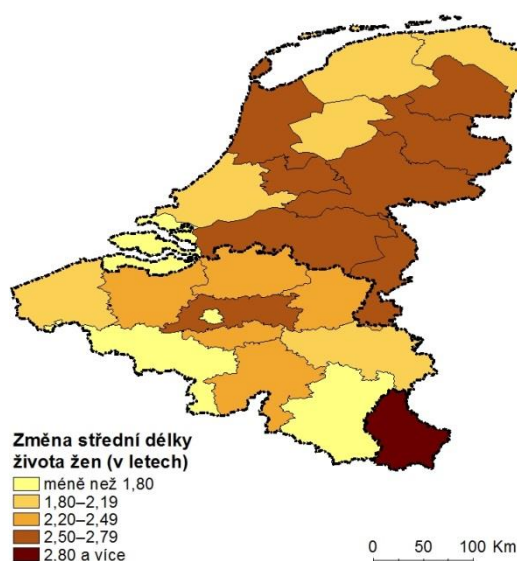 Změna střední délky
života žen (v letech)
méně než 1,80
1,80–2,19
2,20–2,49
2,50–2,79
2,80 a více
0 50 100 Km